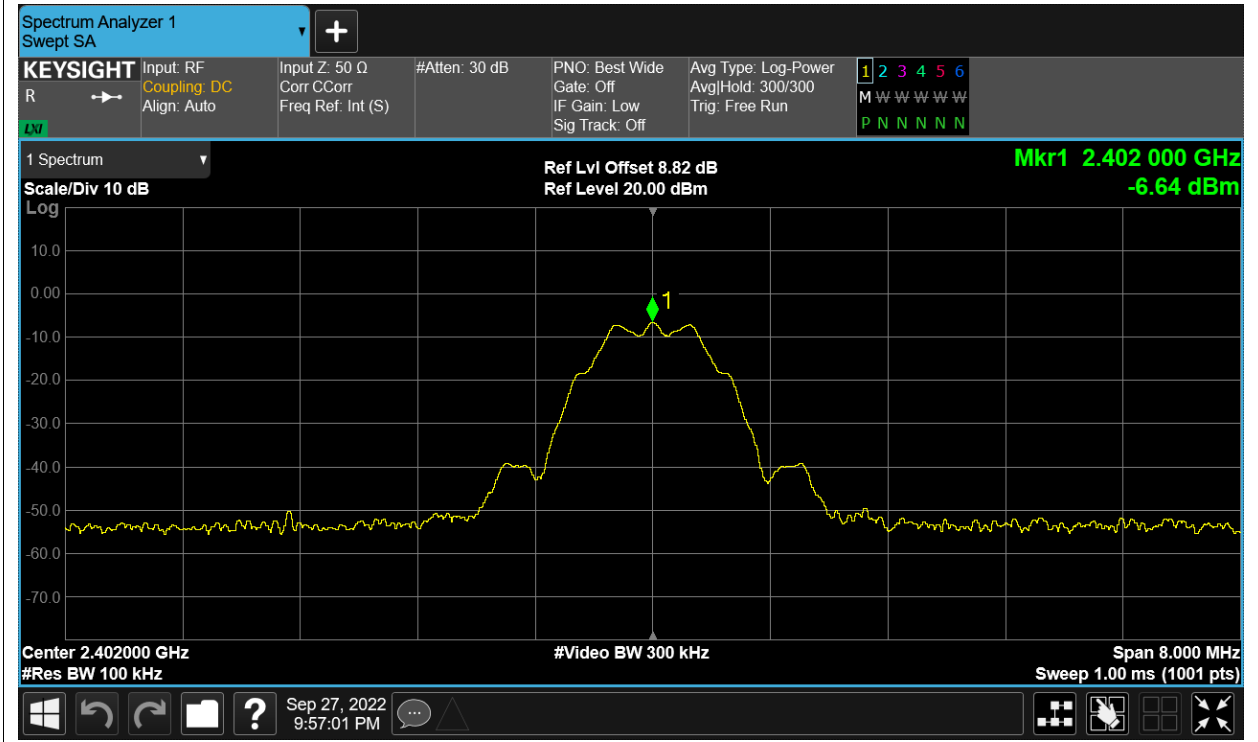 Spectrum Analyzer 1
Swept SA
KEYSIGHT
R
LXI
Input: RF
Coupling: DC
Align: Auto
Input Z: 50 Ω
Corr CCorr
Freq Ref: Int (S)
#Atten: 30 dB
PNO: Best Wide
Gate: Off
IF Gain: Low
Sig Track: Off
Avg Type: Log-Power
Avg|Hold: 300/300
Trig: Free Run
1 2 3 4 5 6
M W W W W W
P N N N N N
1 Spectrum
Scale/Div 10 dB
Log
Ref Lvl Offset 8.82 dB
Ref Level 20.00 dBm
Mkr1 2.402 000 GHz
-6.64 dBm
10.0
0.00
1
-10.0
-20.0
-30.0
-40.0
-50.0
-60.0
-70.0
Center 2.402000 GHz
#Video BW 300 kHz
Span 8.000 MHz
#Res BW 100 kHz
Sweep 1.00 ms (1001 pts)
?
Sep 27, 2022
9:57:01 PM